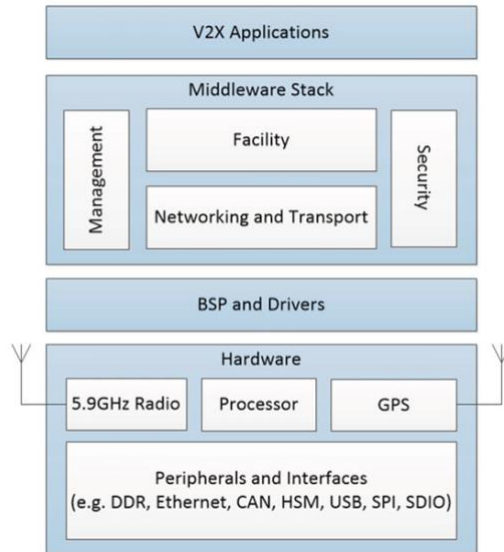 V2X Applications
Middleware Stack
Management
Facility
Networking and Transport
Security
BSP and Drivers
Hardware
5.9GHz Radio
Processor
GPS
Peripherals and Interfaces
(e.g. DDR, Ethernet, CAN, HSM, USB, SPI, SDIO)